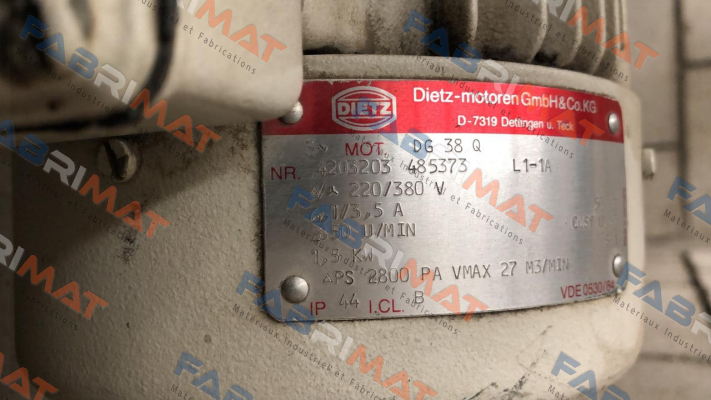 DIETZ
Dietz-motoren GmbH & Co. KG
D-7319 Dettingen u. Teck
MOT. DG 38 Q
NR. 4203203 485373 L1-1A
220/380 V
3,5 A
U/MIN
1,5 KW
△PS 2800 PA VMAX 27 M3/MIN
IP 44 I.CL. B
VDE 0530/84
FABRIMAT
Materiaux Industriel et Fabrications